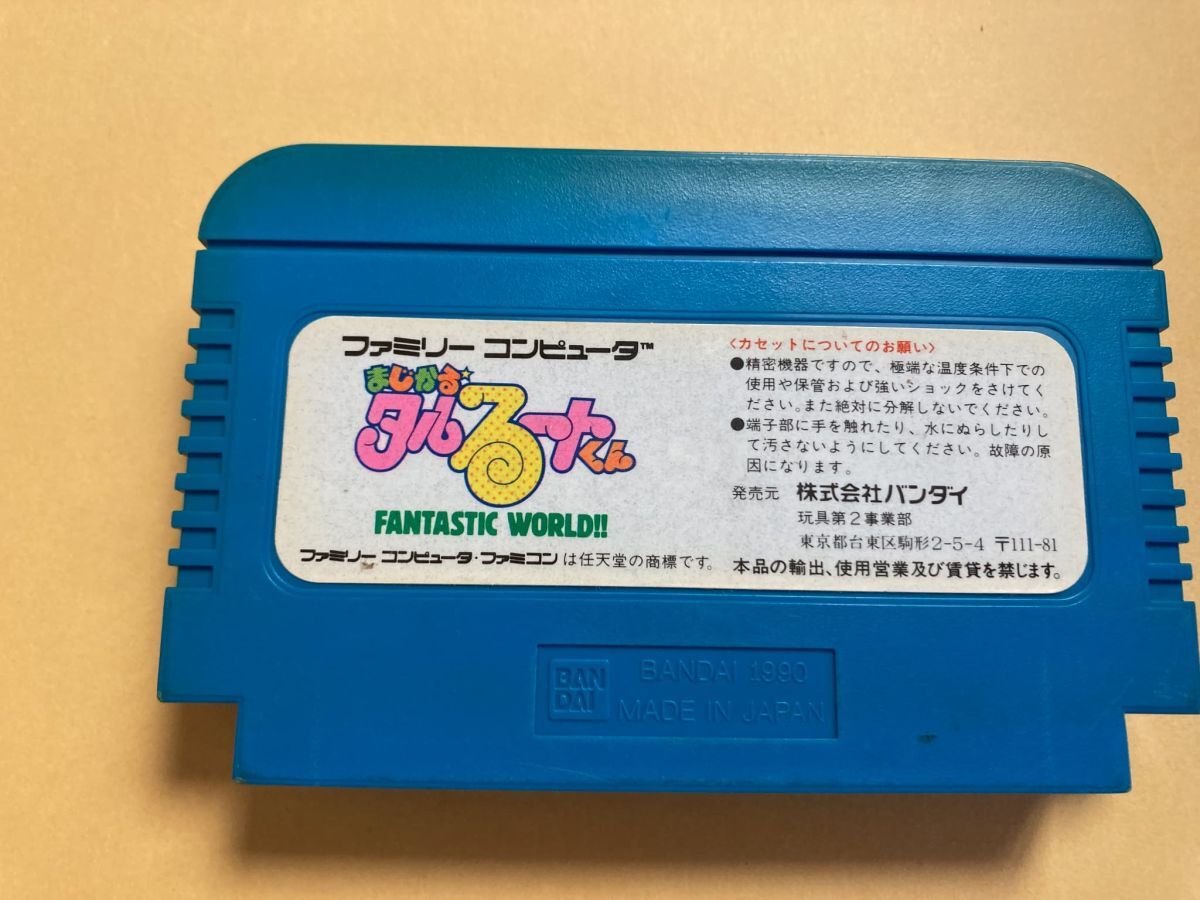 ファミリー コンピュータ™
まじかる★
タルるートくん
FANTASTIC WORLD!!
ファミリー コンピュータ・ファミコン は任天堂の商標です。
〈カセットについてのお願い〉
●精密機器ですので、極端な温度条件下での
使用や保管および強いショックをさけてく
ださい。また絶対に分解しないでください。
●端子部に手を触れたり、水にぬらしたりし
て汚さないようにしてください。故障の原
因になります。
発売元 株式会社バンダイ
玩具第2事業部
東京都台東区駒形2-5-4 〒111-81
本品の輸出、使用営業及び賃貸を禁じます。
BAN
DAI
BANDAI 1990
MADE IN JAPAN